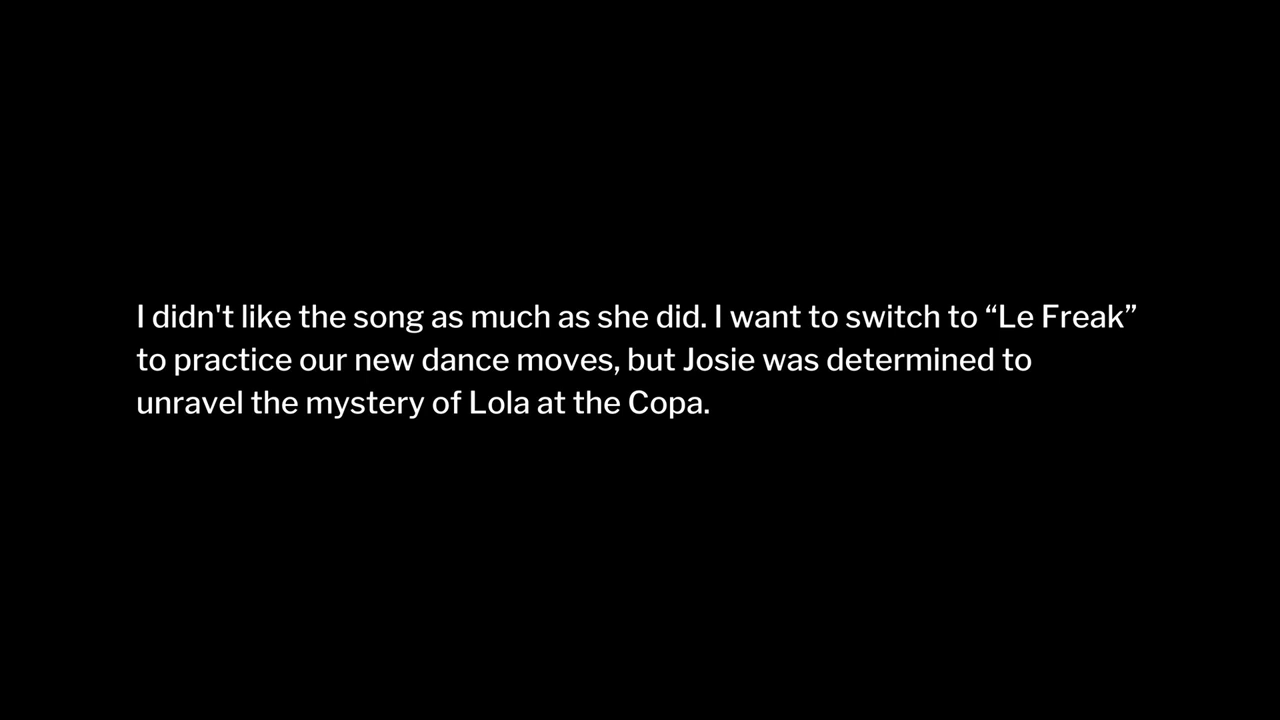 I didn't like the song as much as she did. I want to switch to “Le Freak”
to practice our new dance moves, but Josie was determined to
unravel the mystery of Lola at the Copa.